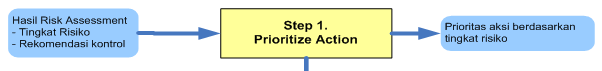 Hasil Risk Assessment
- Tingkat Risiko
- Rekomendasi kontrol
Step 1.
Prioritize Action
Prioritas aksi berdasarkan
tingkat risiko